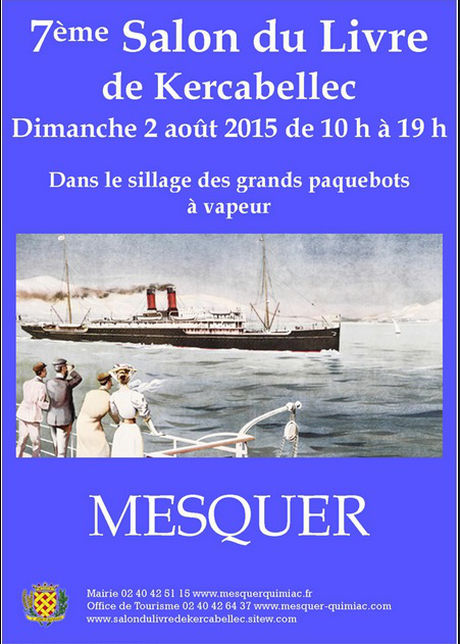 7ème Salon du Livre
de Kercabellec
Dimanche 2 août 2015 de 10 h à 19 h
Dans le sillage des grands paquebots
à vapeur
MESQUER
Mairie 02 40 42 51 15 www.mesquerquimiac.fr
Office de Tourisme 02 40 42 64 37 www.mesquer-quimiac.com
www.salondulivredekercabellec.sitew.com